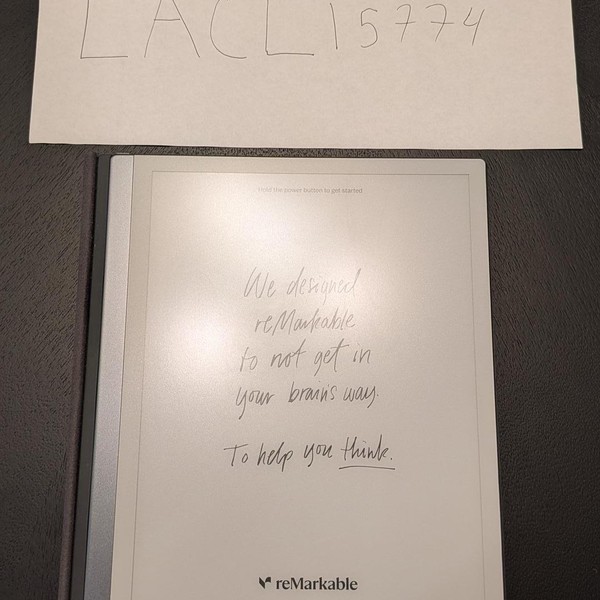 LACL15774
Hold the power button to get started
We designed
reMarkable
to not get in
your brain's way.
To help you think.
reMarkable